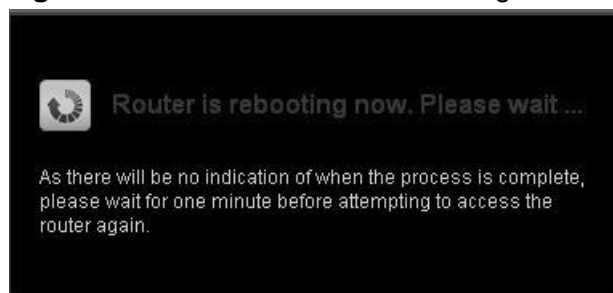 Router is rebooting now. Please wait ...
As there will be no indication of when the process is complete,
please wait for one minute before attempting to access the
router again.